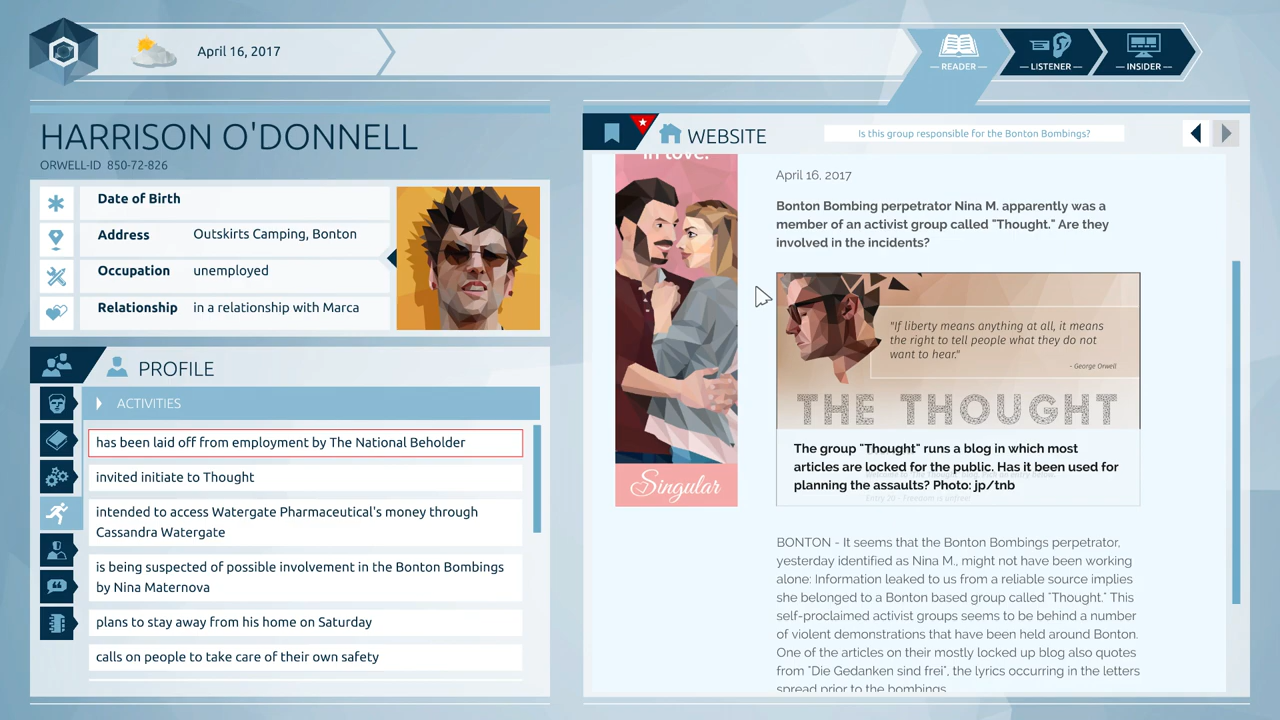 April 16, 2017
— READER —
— LISTENER —
— INSIDER —
HARRISON O'DONNELL
ORWELL-ID 850-72-826
Date of Birth
Address Outskirts Camping, Bonton
Occupation unemployed
Relationship in a relationship with Marca
PROFILE
ACTIVITIES
has been laid off from employment by The National Beholder
invited initiate to Thought
intended to access Watergate Pharmaceutical's money through
Cassandra Watergate
is being suspected of possible involvement in the Bonton Bombings
by Nina Maternova
plans to stay away from his home on Saturday
calls on people to take care of their own safety
WEBSITE
Is this group responsible for the Bonton Bombings?
in love.
Singular
April 16, 2017
Bonton Bombing perpetrator Nina M. apparently was a
member of an activist group called "Thought." Are they
involved in the incidents?
"If liberty means anything at all, it means
the right to tell people what they do not
want to hear."
- George Orwell
THE THOUGHT
The group "Thought" runs a blog in which most
articles are locked for the public. Has it been used for
planning the assaults? Photo: jp/tnb
Entry 20 - Freedom is unfree
BONTON - It seems that the Bonton Bombings perpetrator,
yesterday identified as Nina M., might not have been working
alone: Information leaked to us from a reliable source implies
she belonged to a Bonton based group called "Thought." This
self-proclaimed activist groups seems to be behind a number
of violent demonstrations that have been held around Bonton.
One of the articles on their mostly locked up blog also quotes
from "Die Gedanken sind frei", the lyrics occurring in the letters
spread prior to the bombings.